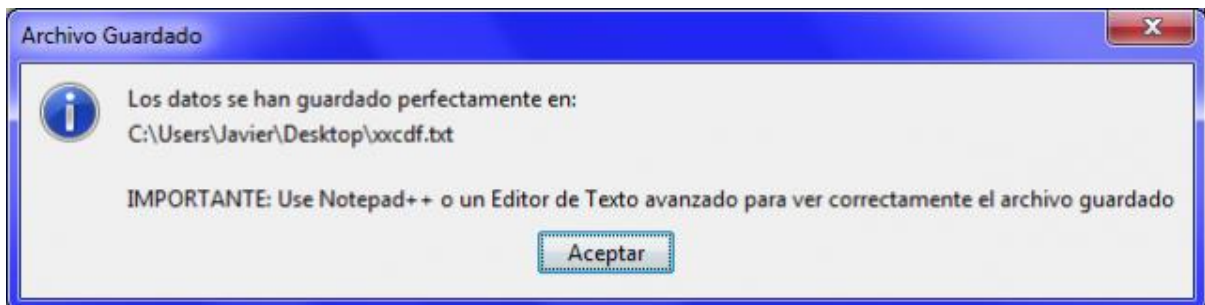 Archivo Guardado
Los datos se han guardado perfectamente en:
C:\Users\Javier\Desktop\xxcdf.txt
IMPORTANTE: Use Notepad++ o un Editor de Texto avanzado para ver correctamente el archivo guardado
Aceptar